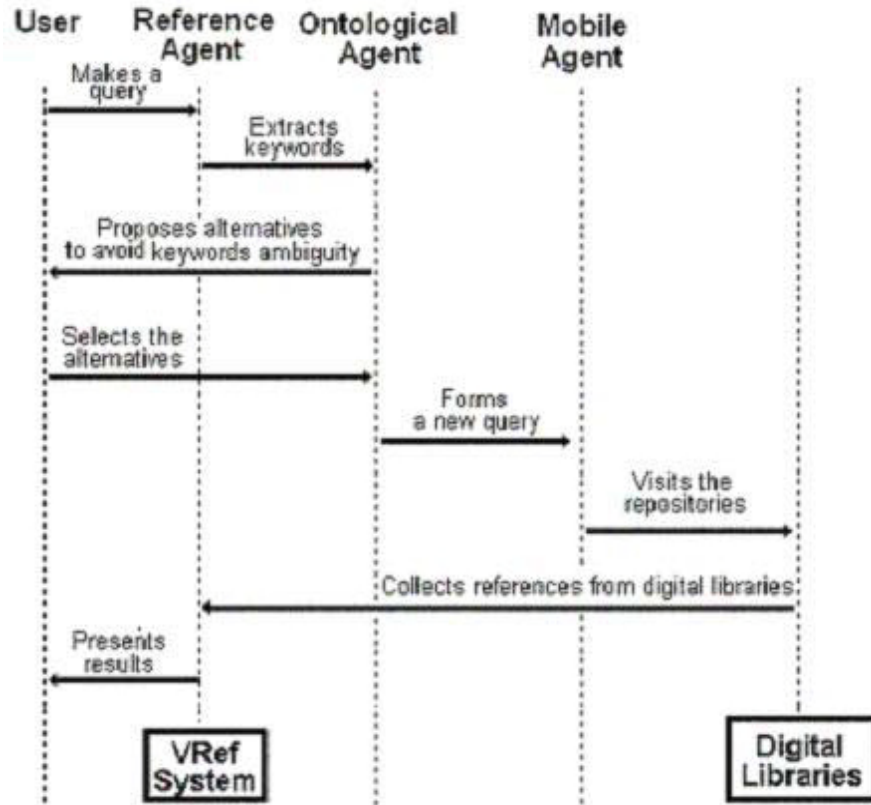 User
Reference
Agent
Ontological
Agent
Mobile
Agent
Makes a
query
Extracts
keywords
Proposes alternatives
to avoid keywords ambiguity
Selects the
alternatives
Forms
a new query
Visits the
repositories
Collects references from digital libraries
Presents
results
VRef
System
Digital
Libraries